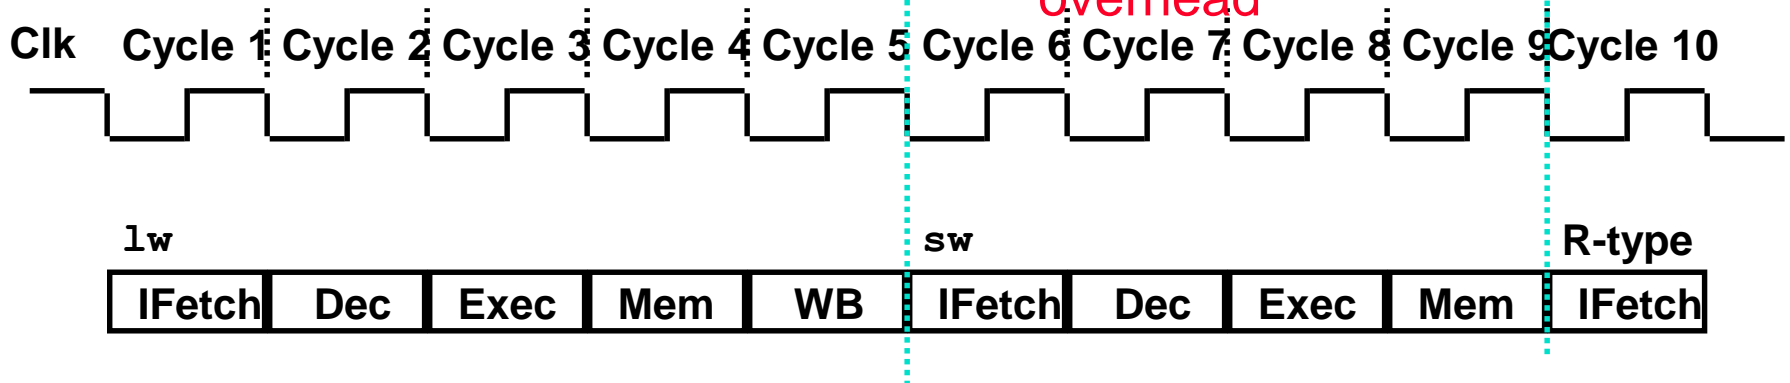 overhead
Clk Cycle 1 Cycle 2 Cycle 3 Cycle 4 Cycle 5 Cycle 6 Cycle 7 Cycle 8 Cycle 9 Cycle 10
lw sw R-type
IFetch Dec Exec Mem WB IFetch Dec Exec Mem IFetch